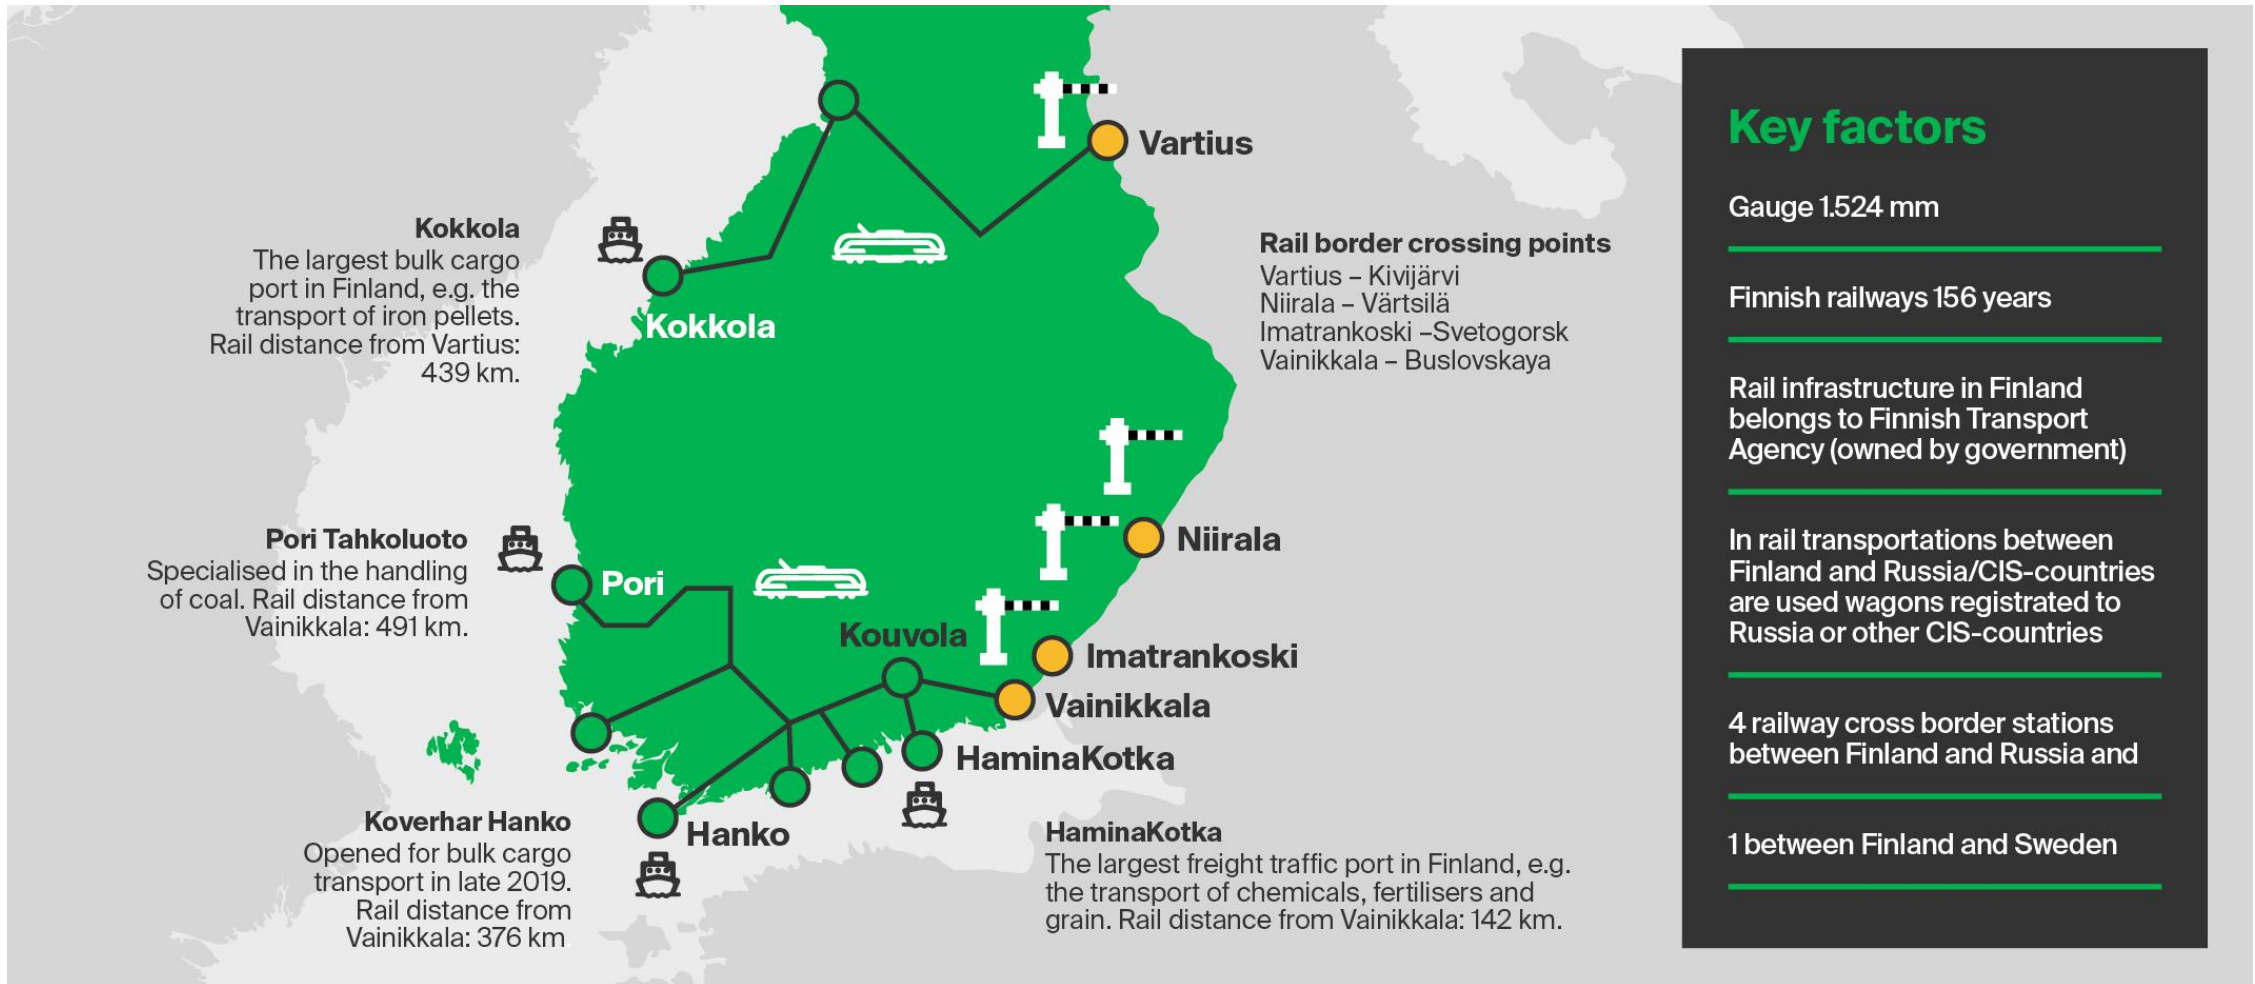 Vartius
Kokkola
The largest bulk cargo
port in Finland, e.g. the
transport of iron pellets.
Rail distance from Vartius:
439 km.
Kokkola
Rail border crossing points
Vartius – Kivijärvi
Niirala – Värtsilä
Imatrankoski –Svetogorsk
Vainikkala – Buslovskaya
Pori Tahkoluoto
Specialised in the handling
of coal. Rail distance from
Vainikkala: 491 km.
Pori
Niirala
Kouvola
Imatrankoski
Vainikkala
HaminaKotka
Koverhar Hanko
Opened for bulk cargo
transport in late 2019.
Rail distance from
Vainikkala: 376 km
Hanko
HaminaKotka
The largest freight traffic port in Finland, e.g.
the transport of chemicals, fertilisers and
grain. Rail distance from Vainikkala: 142 km.
Key factors
Gauge 1.524 mm
Finnish railways 156 years
Rail infrastructure in Finland
belongs to Finnish Transport
Agency (owned by government)
In rail transportations between
Finland and Russia/CIS-countries
are used wagons registrated to
Russia or other CIS-countries
4 railway cross border stations
between Finland and Russia and
1 between Finland and Sweden